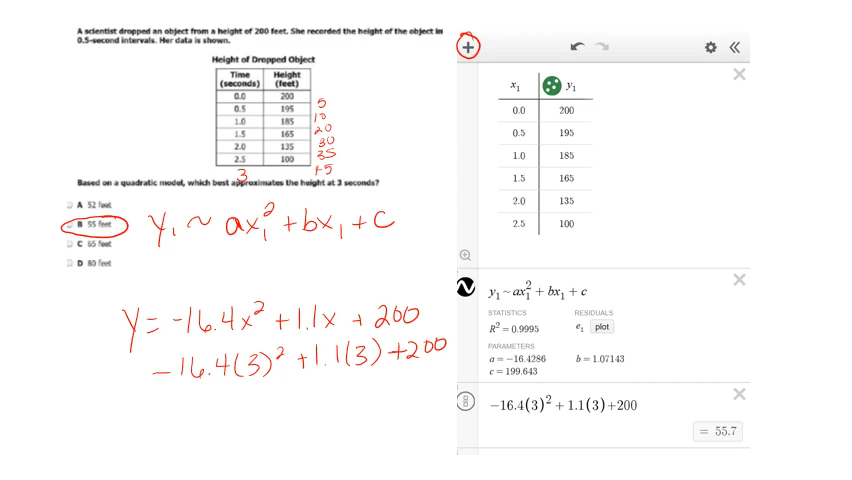 A scientist dropped an object from a height of 200 feet. She recorded the height of the object in
0.5-second intervals. Her data is shown.
Height of Dropped Object
Time (seconds) Height (feet)
0.0 200
0.5 195
1.0 185
1.5 165
2.0 135
2.5 100
5
10
20
30
35
45
3
Based on a quadratic model, which best approximates the height at 3 seconds?
A 52 feet
B 55 feet
C 65 feet
D 80 feet
y₁ ~ ax₁² + bx₁ + c
y = -16.4x² + 1.1x + 200
-16.4(3)² + 1.1(3) + 200
+
x₁ y₁
0.0 200
0.5 195
1.0 185
1.5 165
2.0 135
2.5 100
y₁ ~ ax₁² + bx₁ + c
STATISTICS RESIDUALS
R² = 0.9995 e₁ plot
PARAMETERS
a = −16.4286 b = 1.07143
c = 199.643
−16.4(3)² + 1.1(3)+200
= 55.7